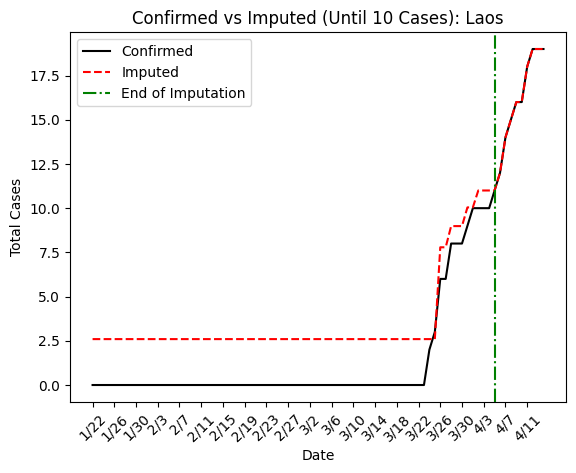 Confirmed vs Imputed (Until 10 Cases): Laos
Confirmed
Imputed
End of Imputation
Total Cases
17.5
15.0
12.5
10.0
7.5
5.0
2.5
0.0
1/22 1/26 1/30 2/3 2/7 2/11 2/15 2/19 2/23 2/27 3/2 3/6 3/10 3/14 3/18 3/22 3/26 3/30 4/3 4/7 4/11
Date